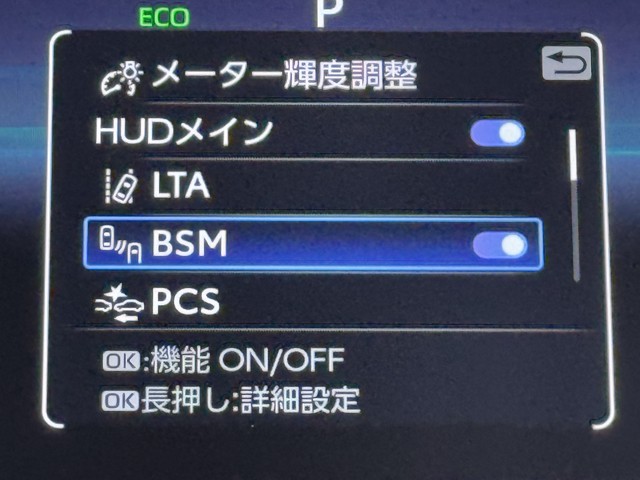 ECO
P
メーター輝度調整
HUDメイン
LTA
BSM
PCS
OK:機能 ON/OFF
OK長押し:詳細設定